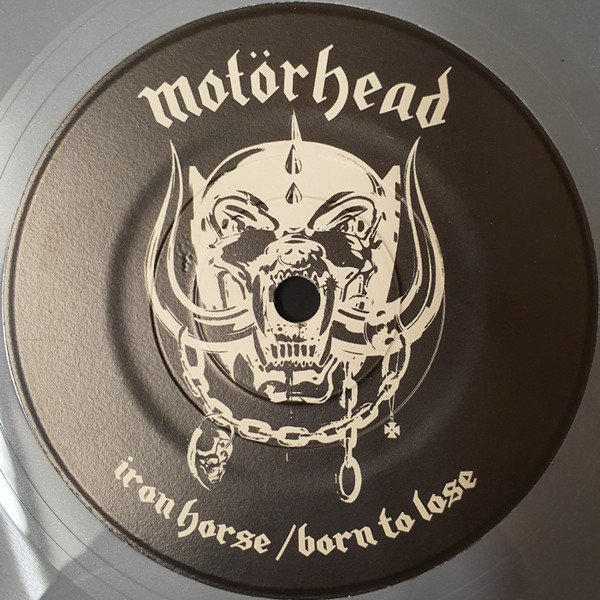 motörhead
iron horse / born to lose